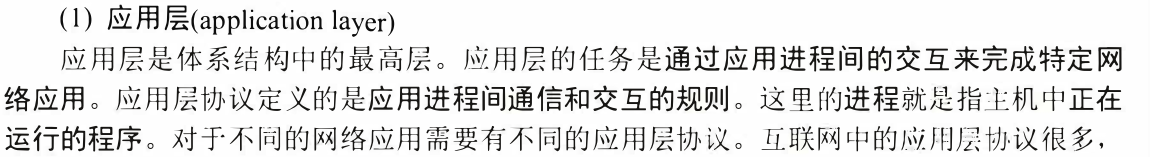 (1) 应用层(application layer)
应用层是体系结构中的最高层。应用层的任务是通过应用进程间的交互来完成特定网
络应用。应用层协议定义的是应用进程间通信和交互的规则。这里的进程就是指主机中正在
运行的程序。对于不同的网络应用需要有不同的应用层协议。互联网中的应用层协议很多，